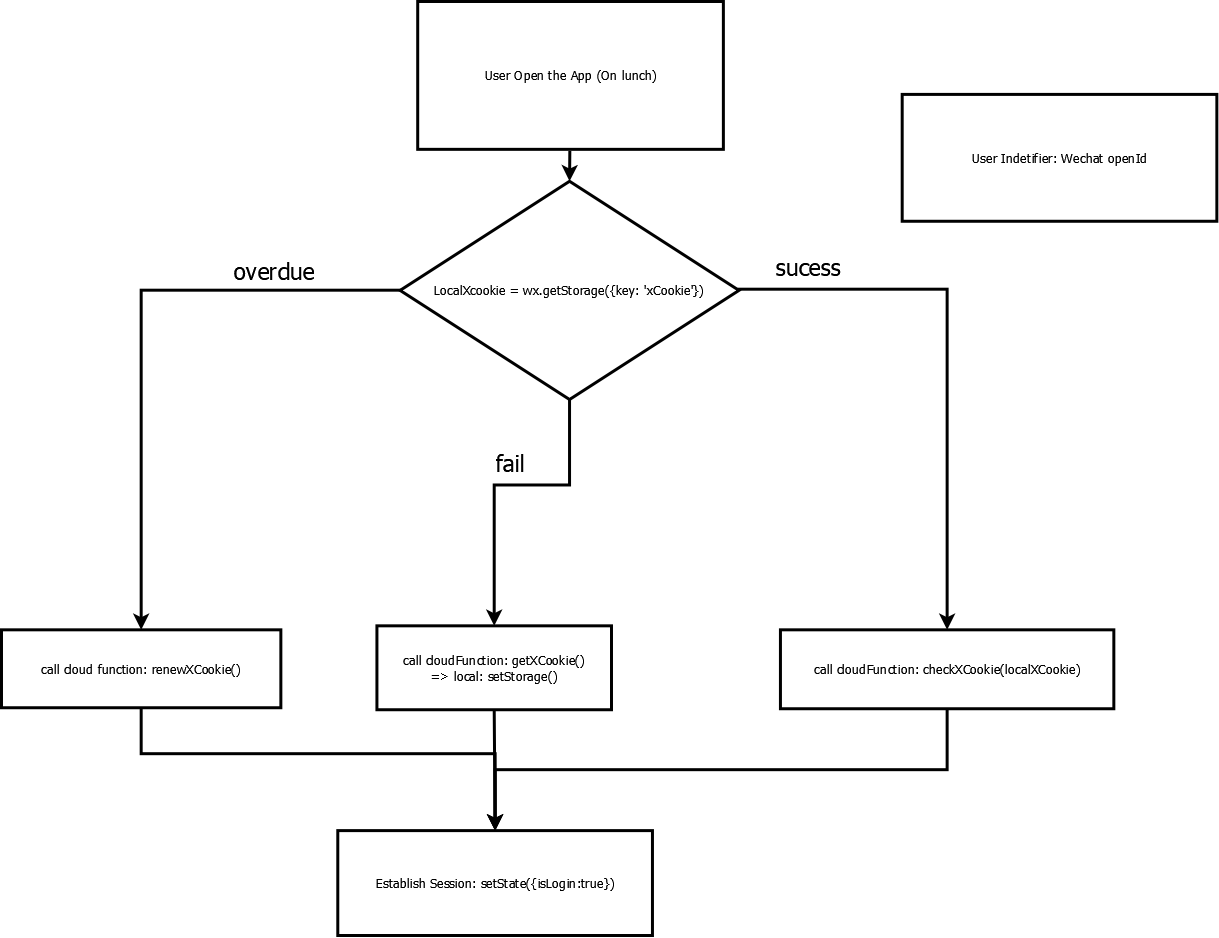 User Open the App (On lunch)
User Indetifier: Wechat openId
overdue
sucess
LocalXcookie = wx.getStorage({key: 'xCookie'})
fail
call cloud function: renewXCookie()
call cloudFunction: getXCookie()
=> local: setStorage()
call cloudFunction: checkXCookie(localXCookie)
Establish Session: setState({isLogin:true})